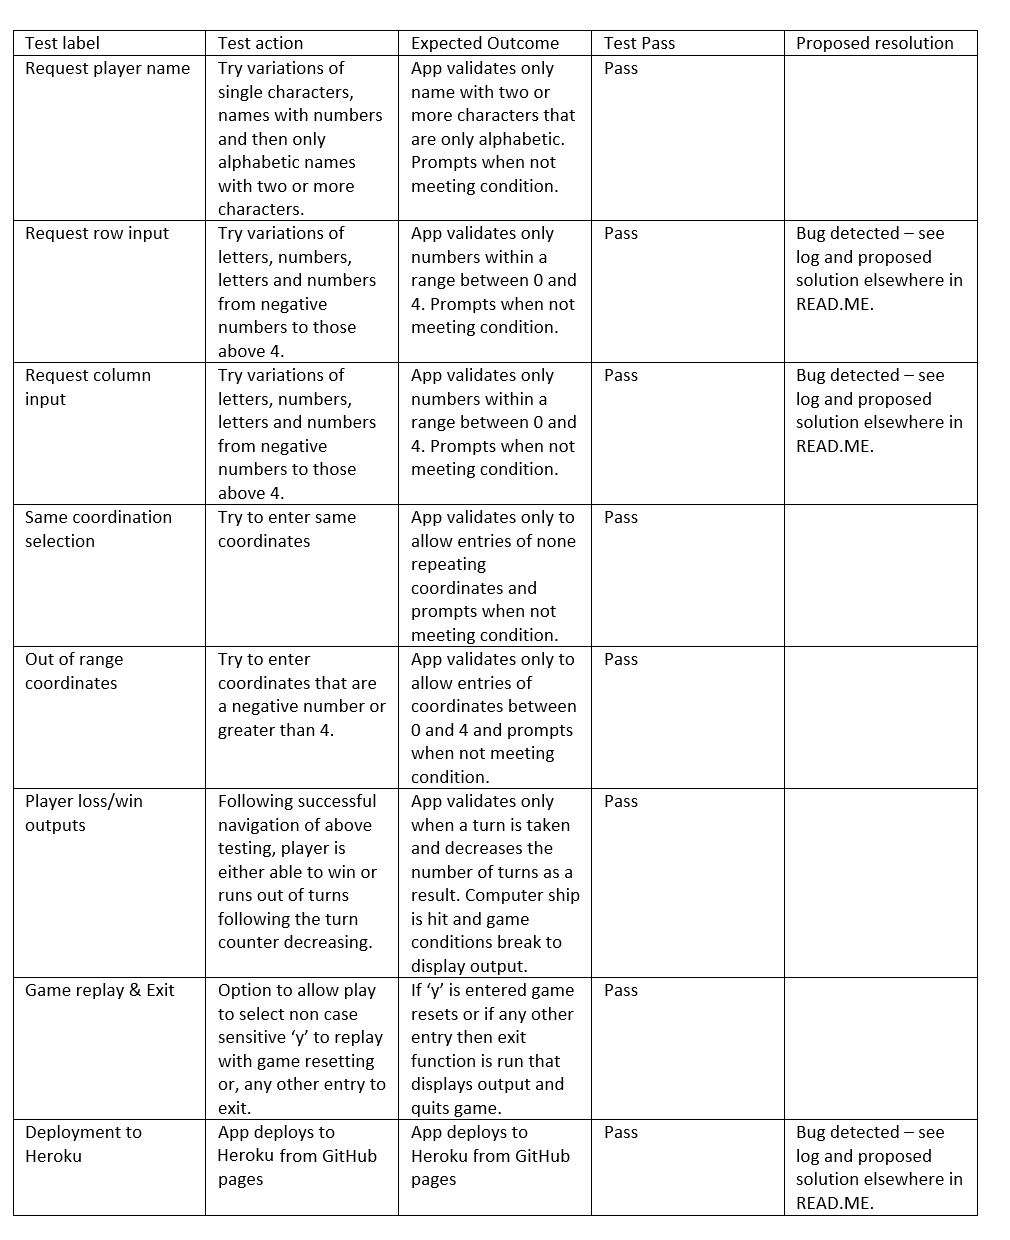 Test label
Test action
Expected Outcome
Test Pass
Proposed resolution
Request player name
Try variations of
single characters,
names with numbers
and then only
alphabetic names
with two or more
characters.
App validates only
name with two or
more characters that
are only alphabetic.
Prompts when not
meeting condition.
Pass
Request row input
Try variations of
letters, numbers,
letters and numbers
from negative
numbers to those
above 4.
App validates only
numbers within a
range between 0 and
4. Prompts when not
meeting condition.
Pass
Bug detected – see
log and proposed
solution elsewhere in
READ.ME.
Request column
input
Try variations of
letters, numbers,
letters and numbers
from negative
numbers to those
above 4.
App validates only
numbers within a
range between 0 and
4. Prompts when not
meeting condition.
Pass
Bug detected – see
log and proposed
solution elsewhere in
READ.ME.
Same coordination
selection
Try to enter same
coordinates
App validates only to
allow entries of none
repeating
coordinates and
prompts when not
meeting condition.
Pass
Out of range
coordinates
Try to enter
coordinates that are
a negative number or
greater than 4.
App validates only to
allow entries of
coordinates between
0 and 4 and prompts
when not meeting
condition.
Pass
Player loss/win
outputs
Following successful
navigation of above
testing, player is
either able to win or
runs out of turns
following the turn
counter decreasing.
App validates only
when a turn is taken
and decreases the
number of turns as a
result. Computer ship
is hit and game
conditions break to
display output.
Pass
Game replay & Exit
Option to allow play
to select non case
sensitive ‘y’ to replay
with game resetting
or, any other entry to
exit.
If ‘y’ is entered game
resets or if any other
entry then exit
function is run that
displays output and
quits game.
Pass
Deployment to
Heroku
App deploys to
Heroku from GitHub
pages
App deploys to
Heroku from GitHub
pages
Pass
Bug detected – see
log and proposed
solution elsewhere in
READ.ME.